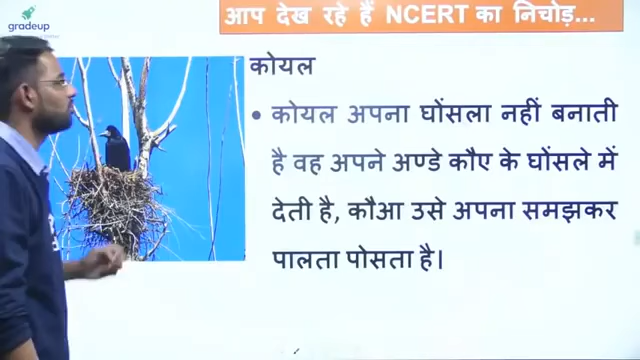 gradeup
आप देख रहे हैं NCERT का निचोड़...
कोयल
• कोयल अपना घोंसला नहीं बनाती
है वह अपने अण्डे कौए के घोंसले में
देती है, कौआ उसे अपना समझकर
पालता पोसता है।